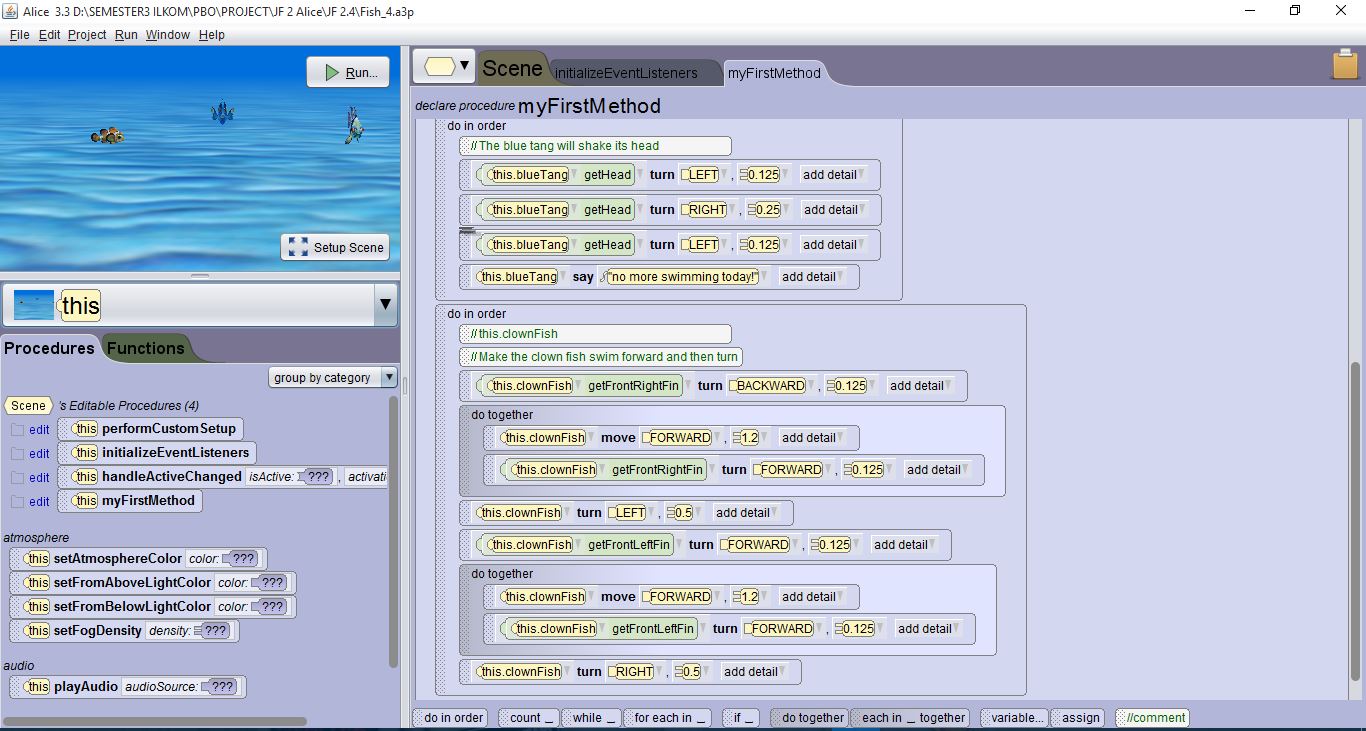 Alice 3.3 D:\SEMESTER3 ILKOM\PBO\PROJECT\JF 2 Alice\JF 2.4\Fish_4.a3p
File Edit Project Run Window Help
Run...
Setup Scene
this
Procedures Functions
group by category
Scene 's Editable Procedures (4)
edit this performCustomSetup
edit this initializeEventListeners
edit this handleActiveChanged isActive: ??? , activati
edit this myFirstMethod
atmosphere
this setAtmosphereColor color: ???
this setFromAboveLightColor color: ???
this setFromBelowLightColor color: ???
this setFogDensity density: ???
audio
this playAudio audioSource: ???
Scene initializeEventListeners myFirstMethod
declare procedure myFirstMethod
do in order
//The blue tang will shake its head
this.blueTang getHead turn LEFT , 0.125 add detail
this.blueTang getHead turn RIGHT , 0.25 add detail
this.blueTang getHead turn LEFT , 0.125 add detail
this.blueTang say "no more swimming today!" add detail
do in order
//this.clownFish
//Make the clown fish swim forward and then turn
this.clownFish getFrontRightFin turn BACKWARD , 0.125 add detail
do together
this.clownFish move FORWARD , 1.2 add detail
this.clownFish getFrontRightFin turn FORWARD , 0.125 add detail
this.clownFish turn LEFT , 0.5 add detail
this.clownFish getFrontLeftFin turn FORWARD , 0.125 add detail
do together
this.clownFish move FORWARD , 1.2 add detail
this.clownFish getFrontLeftFin turn FORWARD , 0.125 add detail
this.clownFish turn RIGHT , 0.5 add detail
do in order count _ while _ for each in _ if _ do together each in _ together variable... assign //comment